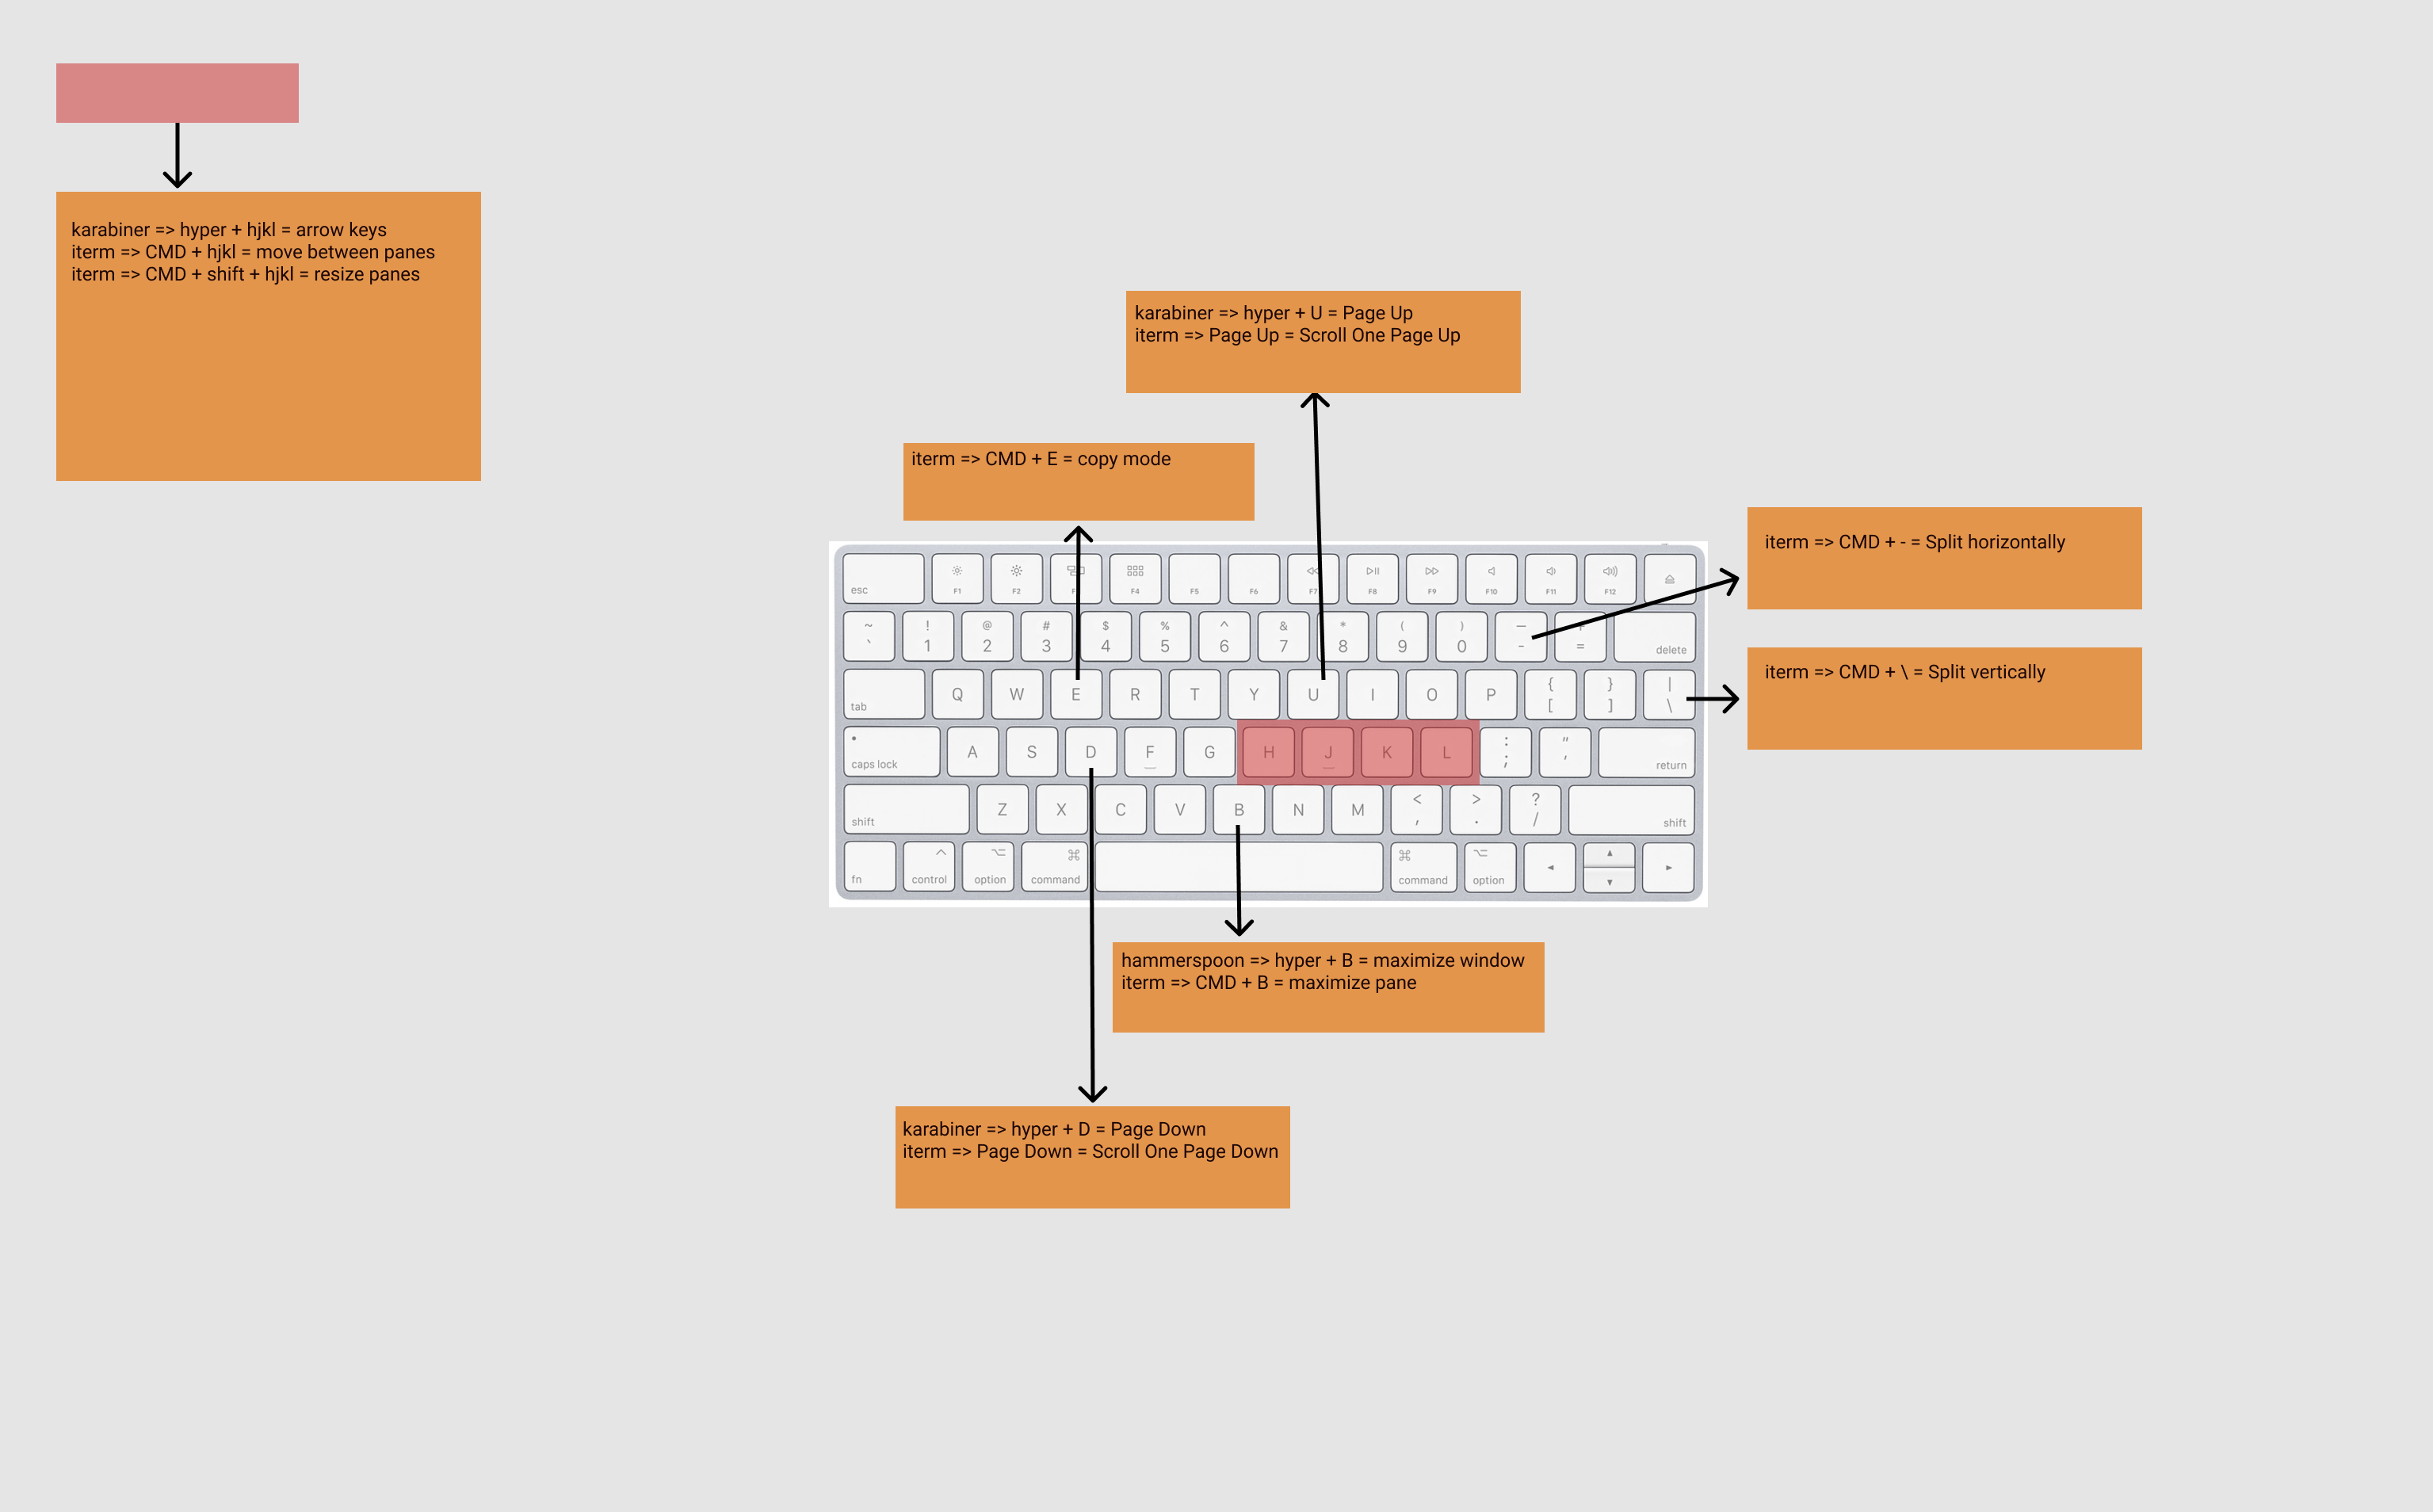 karabiner => hyper + hjkl = arrow keys
iterm => CMD + hjkl = move between panes
iterm => CMD + shift + hjkl = resize panes
karabiner => hyper + U = Page Up
iterm => Page Up = Scroll One Page Up
iterm => CMD + E = copy mode
iterm => CMD + - = Split horizontally
iterm => CMD + \ = Split vertically
esc F1 F2 F4 F5 F6 F7 F8 F9 F10 F11 F12
~ ! @ # $ % ^ & * ( ) —
` 1 2 3 4 5 6 7 8 9 0 - = delete
tab Q W E R T Y U I O P { [ } ] | \
caps lock A S D F G H J K L : ; " ' return
shift Z X C V B N M < , > . ? / shift
fn ^ control ⌥ option ⌘ command ⌘ command ⌥ option ◄ ▲ ▼ ►
hammerspoon => hyper + B = maximize window
iterm => CMD + B = maximize pane
karabiner => hyper + D = Page Down
iterm => Page Down = Scroll One Page Down